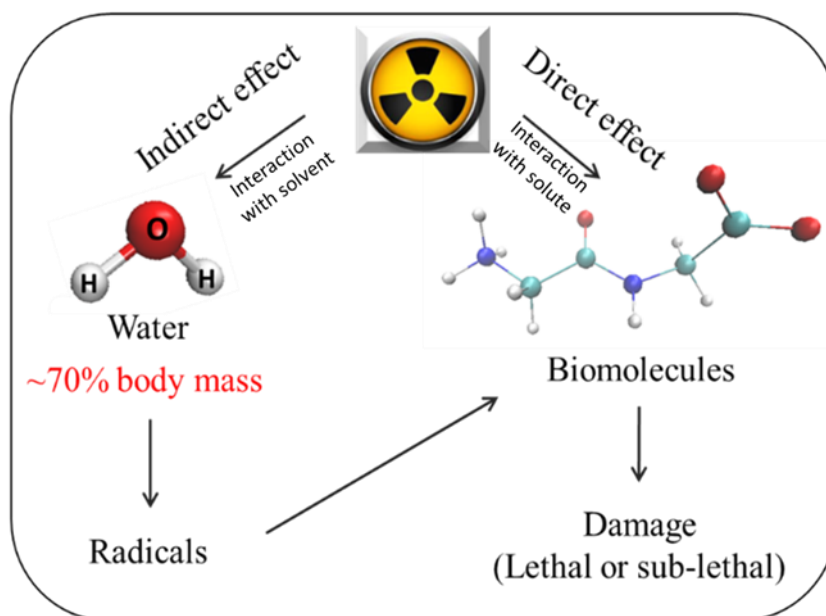 Indirect effect
Interaction
with solvent
Direct effect
Interaction
with solute
O
H
H
Water
~70% body mass
Radicals
Biomolecules
Damage
(Lethal or sub-lethal)